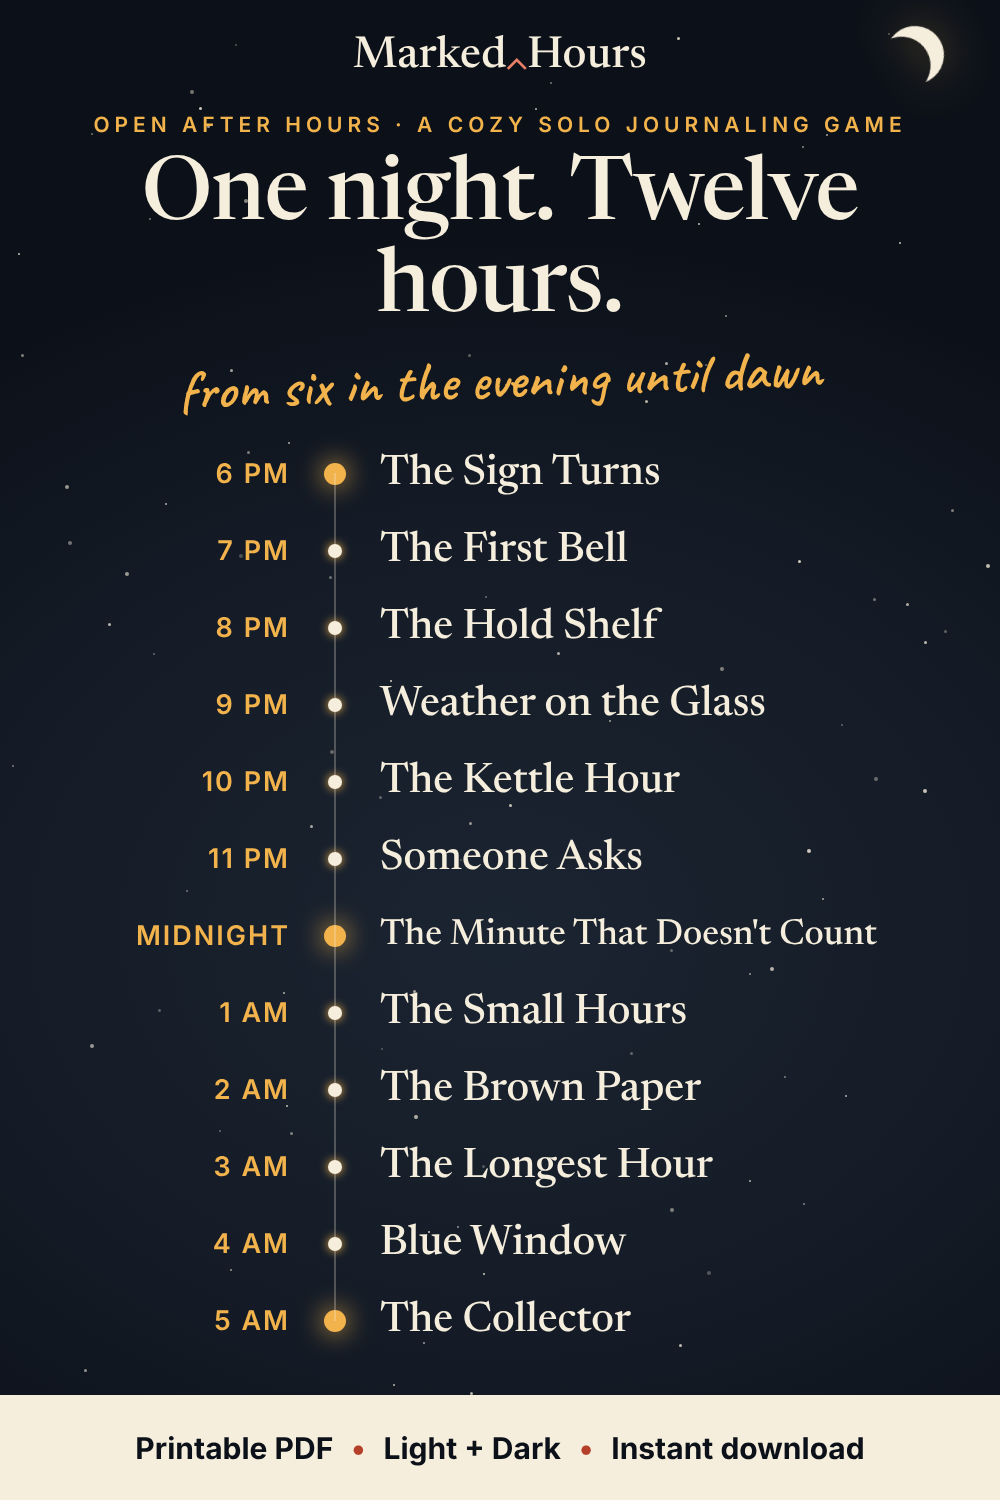 Marked‸Hours
OPEN AFTER HOURS · A COZY SOLO JOURNALING GAME
One night. Twelve
hours.
from six in the evening until dawn
6 PM The Sign Turns
7 PM The First Bell
8 PM The Hold Shelf
9 PM Weather on the Glass
10 PM The Kettle Hour
11 PM Someone Asks
MIDNIGHT The Minute That Doesn't Count
1 AM The Small Hours
2 AM The Brown Paper
3 AM The Longest Hour
4 AM Blue Window
5 AM The Collector
Printable PDF • Light + Dark • Instant download